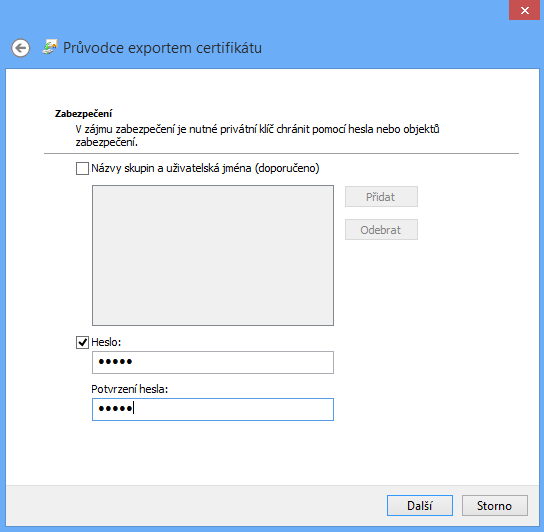 Průvodce exportem certifikátu
Zabezpečení
V zájmu zabezpečení je nutné privátní klíč chránit pomocí hesla nebo objektů
zabezpečení.
Názvy skupin a uživatelská jména (doporučeno)
Přidat
Odebrat
Heslo:
•••••
Potvrzení hesla:
•••••
Další
Storno